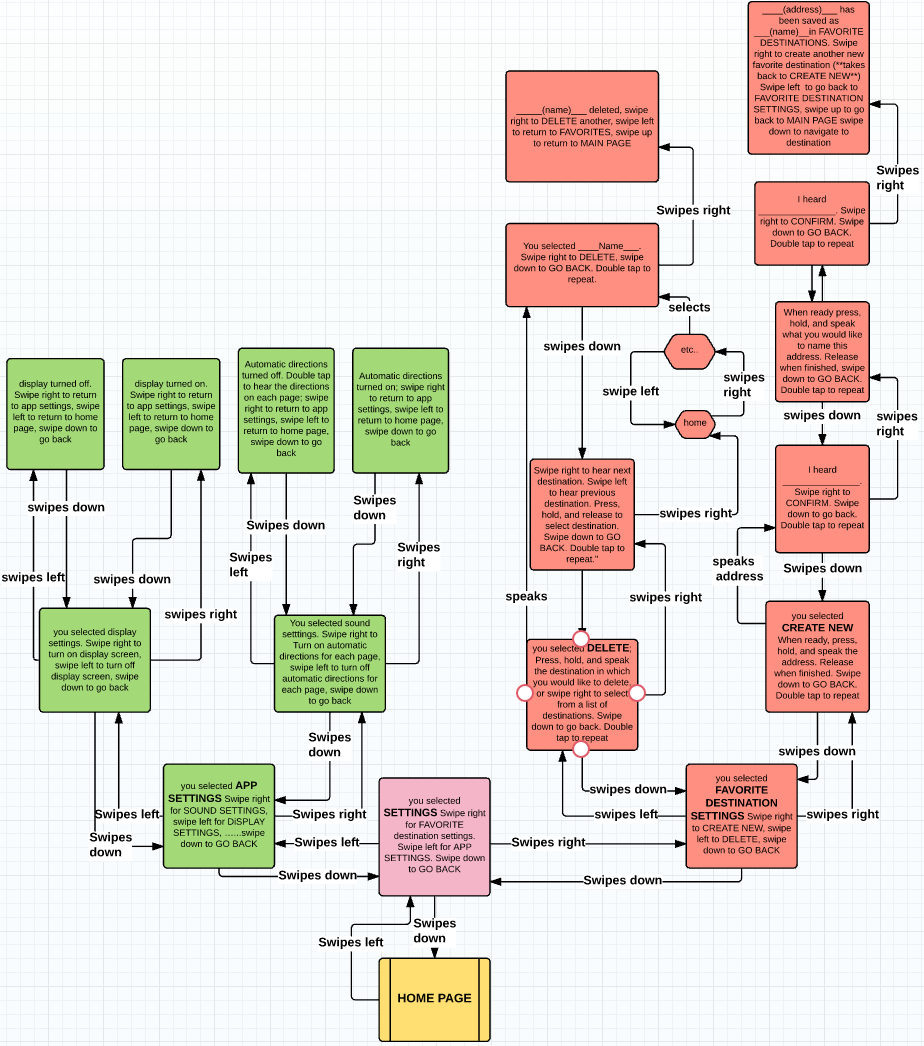 ____(address)___ has
been saved as
___(name)__in FAVORITE
DESTINATIONS. Swipe
right to create another new
favorite destination (**takes
back to CREATE NEW**)
Swipe left  to go back to
FAVORITE DESTINATION
SETTINGS, swipe up to go
back to MAIN PAGE swipe
down to navigate to
destination
_____(name)___ deleted, swipe
right to DELETE another, swipe left
to return to FAVORITES, swipe up
to return to MAIN PAGE
Swipes
right
Swipes right
I heard
________________. Swipe
right to CONFIRM. Swipe
down to GO BACK.
Double tap to repeat
You selected ____Name___.
Swipe right to DELETE, swipe
down to GO BACK. Double tap to
repeat.
selects
When ready press,
hold, and speak
what you would like
to name this
address. Release
when finished, swipe
down to GO BACK.
Double tap to repeat
swipes down
etc..
swipe left
swipes
right
home
swipes down
swipes
right
display turned off.
Swipe right to return
to app settings, swipe
left to return to home
page, swipe down to
go back
display turned on.
Swipe right to return
to app settings, swipe
left to return to home
page, swipe down to
go back
Automatic directions
turned off. Double tap
to hear the directions
on each page; swipe
right to return to app
settings, swipe left to
return to home page,
swipe down to go
back
Automatic directions
turned on; swipe right
to return to app
settings, swipe left to
return to home page,
swipe down to go
back
Swipe right to hear next
destination. Swipe left
to hear previous
destination. Press,
hold, and release to
select destination.
Swipe down to GO
BACK. Double tap to
repeat."
I heard
________________.
Swipe right to
CONFIRM. Swipe
down to go back.
Double tap to repeat
swipes right
swipes down
Swipes down
Swipes
down
Swipes
left
Swipes
right
swipes left
swipes down
swipes right
speaks
address
Swipes down
speaks
swipes right
you selected display
settings. Swipe right to
turn on display screen,
swipe left to turn off
display screen, swipe
down to go back
You selected sound
setttings. Swipe right to
Turn on automatic
directions for each page,
swipe left to turn off
automatic directions for
each page, swipe down
to go back
you selected DELETE;
Press, hold, and speak
the destination in which
you would like to delete,
or swipe right to select
from a list of
destinations. Swipe
down to go back. Double
tap to repeat
you selected
CREATE NEW
When ready, press,
hold, and speak the
address. Release
when finished. Swipe
down to GO BACK.
Double tap to repeat
Swipes
down
swipes down
Swipes left
Swipes
down
you selected APP
SETTINGS Swipe right
for SOUND SETTINGS,
swipe left for DiSPLAY
SETTINGS, ......swipe
down to GO BACK
Swipes right
Swipes left
you selected
SETTINGS Swipe right
for FAVORITE
destination settings.
Swipe left for APP
SETTINGS. Swipe down
to GO BACK
swipes down
swipes left
Swipes right
you selected
FAVORITE
DESTINATION
SETTINGS Swipe right
to CREATE NEW, swipe
left to DELETE, swipe
down to GO BACK
swipes right
Swipes down
Swipes down
Swipes left
Swipes
down
HOME PAGE